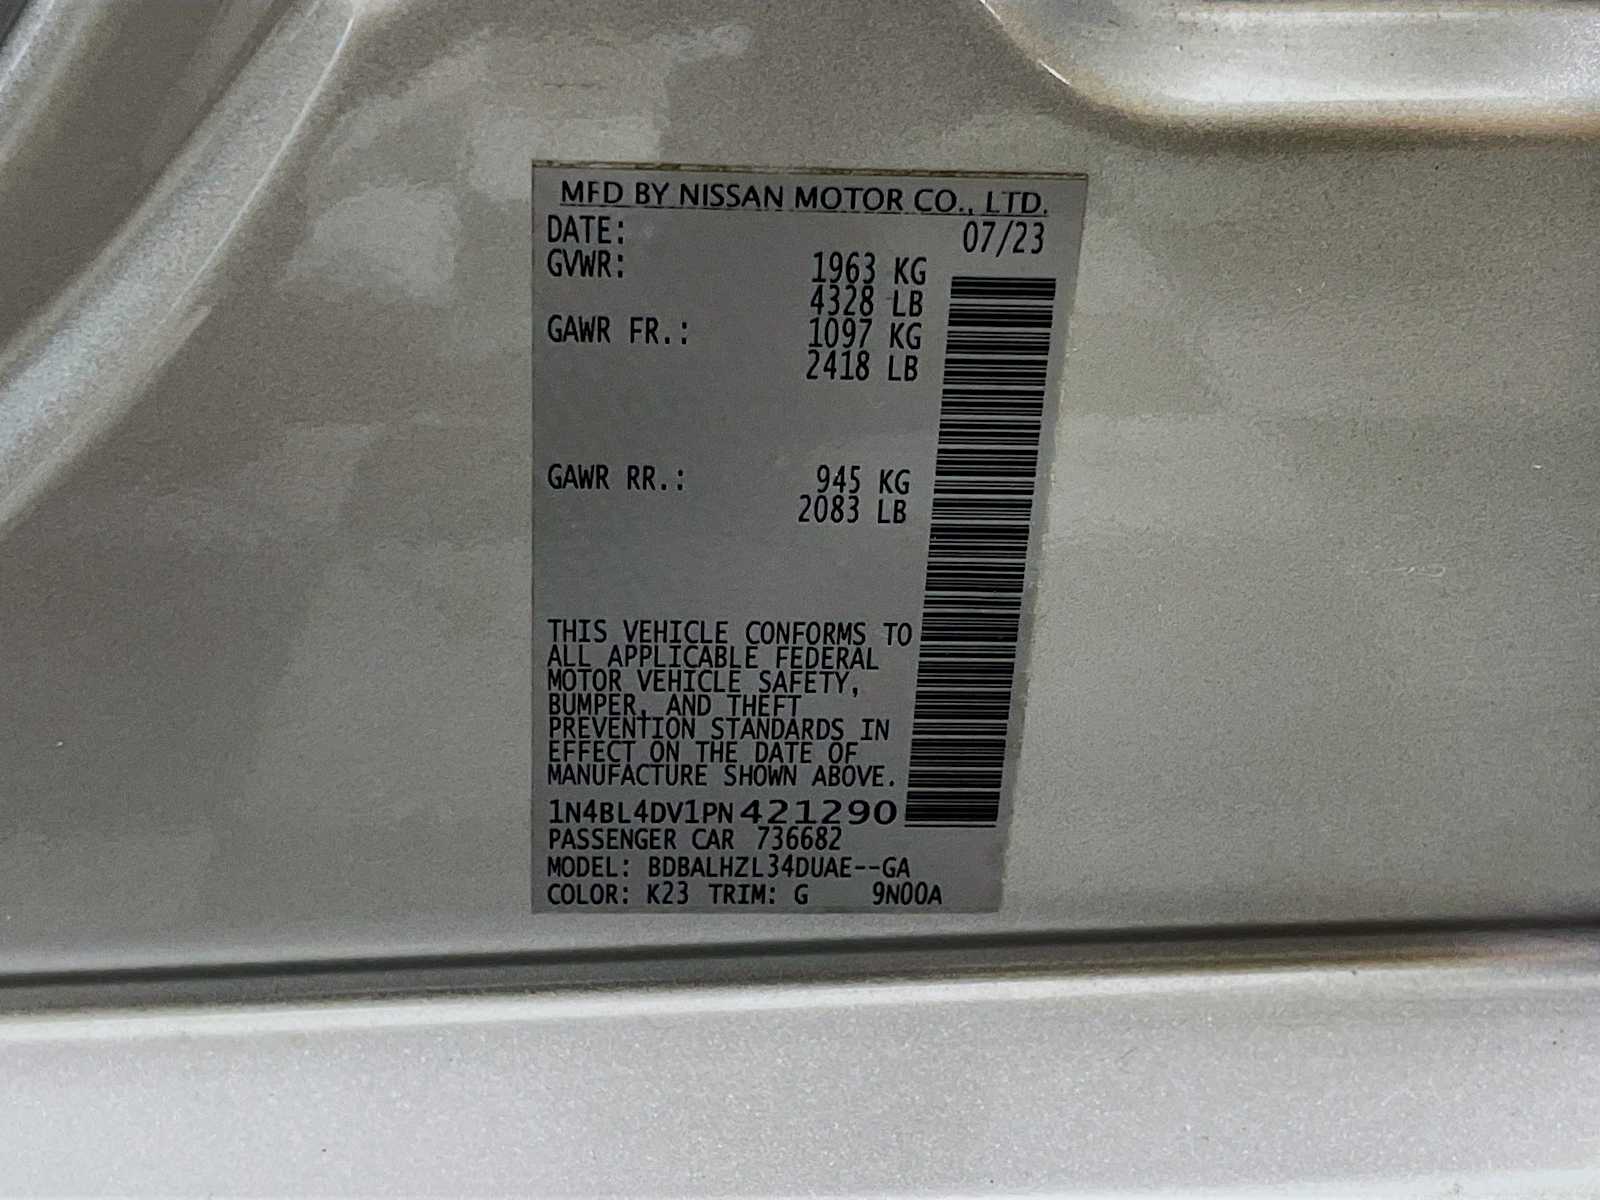 MFD BY NISSAN MOTOR CO., LTD.
DATE: 07/23
GVWR: 1963 KG
4328 LB
GAWR FR.: 1097 KG
2418 LB
GAWR RR.: 945 KG
2083 LB
THIS VEHICLE CONFORMS TO
ALL APPLICABLE FEDERAL
MOTOR VEHICLE SAFETY,
BUMPER, AND THEFT
PREVENTION STANDARDS IN
EFFECT ON THE DATE OF
MANUFACTURE SHOWN ABOVE.
1N4BL4DV1PN421290
PASSENGER CAR 736682
MODEL: BDBALHZL34DUAE--GA
COLOR: K23 TRIM: G 9N00A